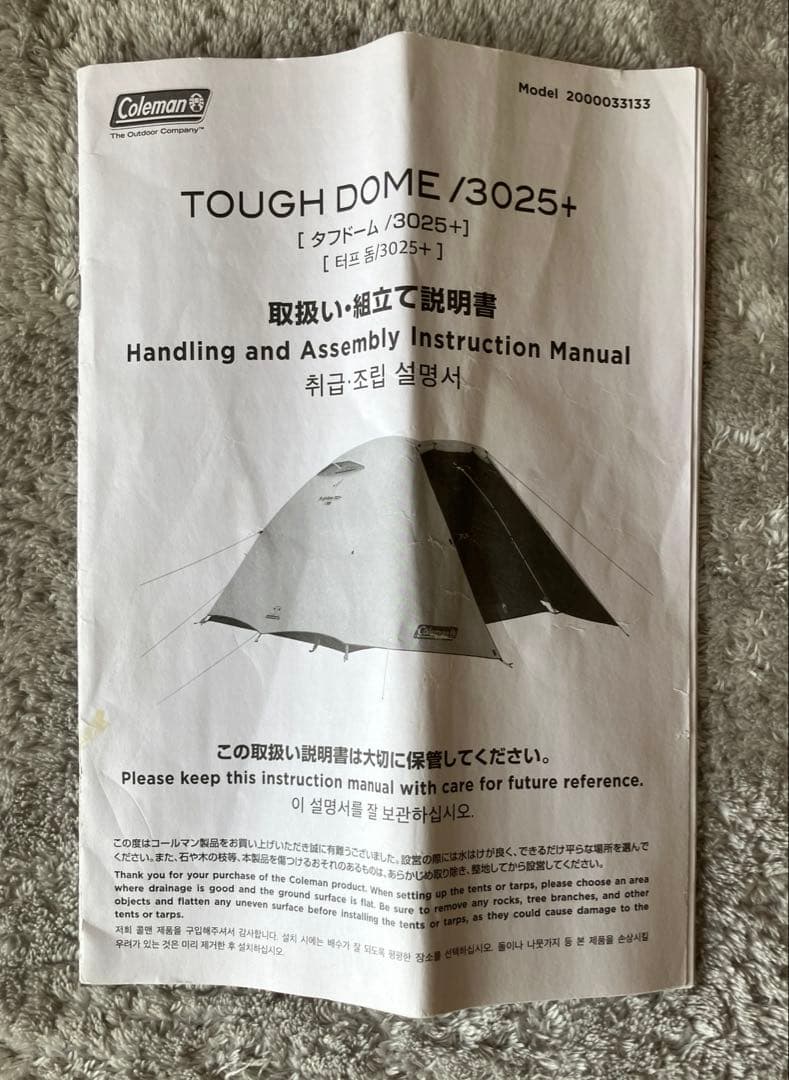 Coleman
The Outdoor Company™
Model 2000033133
TOUGH DOME /3025+
[ タフドーム /3025+]
[ 터프 돔/3025+ ]
取扱い・組立て説明書
Handling and Assembly Instruction Manual
취급·조립 설명서
Coleman
この取扱い説明書は大切に保管してください。
Please keep this instruction manual with care for future reference.
이 설명서를 잘 보관하십시오.
この度はコールマン製品をお買い上げいただき誠に有難うございました。設営の際には水はけが良く、できるだけ平らな場所を選んで
ください。また、石や木の枝等、本製品を傷つけるおそれのあるものは、あらかじめ取り除き、整地してから設営してください。
Thank you for your purchase of the Coleman product. When setting up the tents or tarps, please choose an area
where drainage is good and the ground surface is flat. Be sure to remove any rocks, tree branches, and other
objects and flatten any uneven surface before installing the tents or tarps, as they could cause damage to the
tents or tarps.
저희 콜맨 제품을 구입해주셔서 감사합니다. 설치 시에는 배수가 잘 되도록 평평한 장소를 선택하십시오. 돌이나 나뭇가지 등 본 제품을 손상시킬
우려가 있는 것은 미리 제거한 후 설치하십시오.